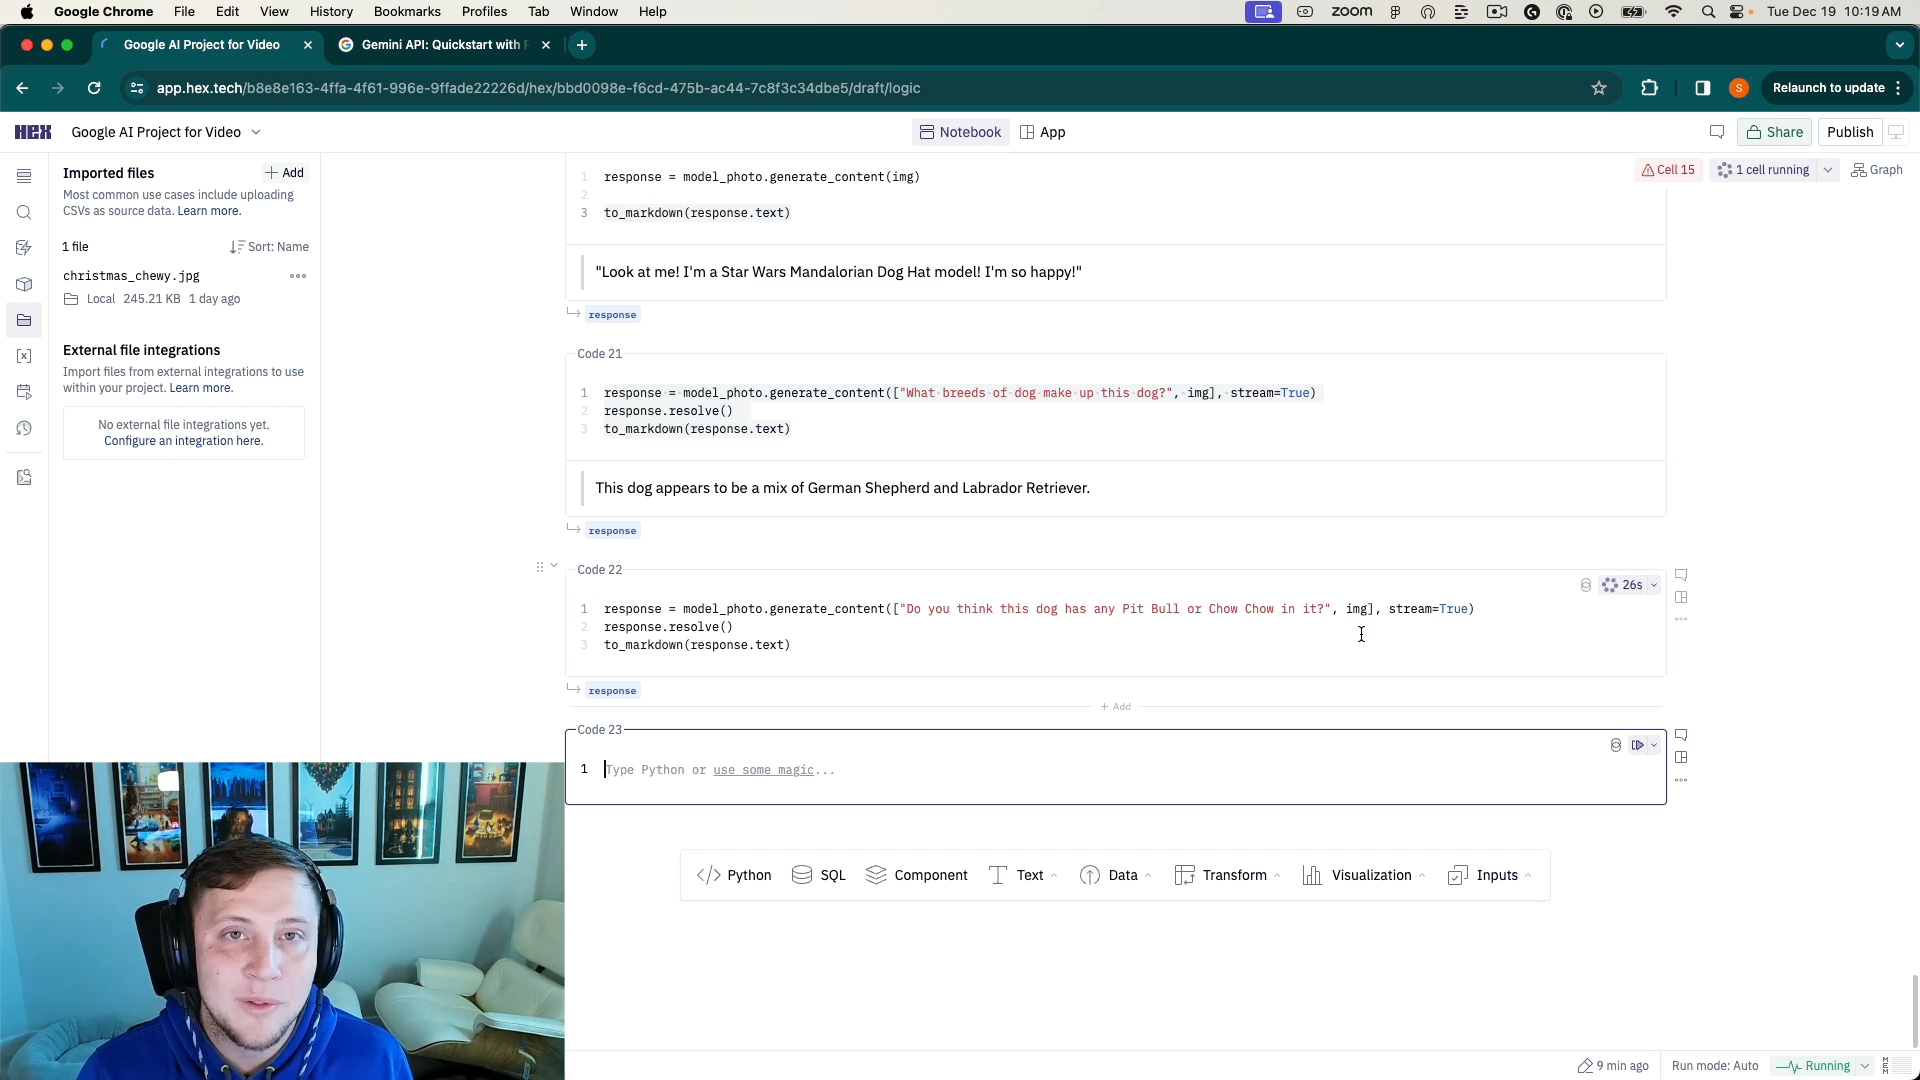 Google Chrome File Edit View History Bookmarks Profiles Tab Window Help
zoom Tue Dec 19 10:19 AM
Google AI Project for Video
Gemini API: Quickstart with
app.hex.tech/b8e8e163-4ffa-4f61-996e-9ffade22226d/hex/bbd0098e-f6cd-475b-ac44-7c8f3c34dbe5/draft/logic
S
Relaunch to update
HEX
Google AI Project for Video
Notebook
App
Share
Publish
Imported files
Add
Most common use cases include uploading
CSVs as source data. Learn more.
1 file
Sort: Name
christmas_chewy.jpg
Local 245.21 KB 1 day ago
External file integrations
Import files from external integrations to use
within your project. Learn more.
No external file integrations yet.
Configure an integration here.
Cell 15
1 cell running
Graph
1 response = model_photo.generate_content(img)
2
3 to_markdown(response.text)
"Look at me! I'm a Star Wars Mandalorian Dog Hat model! I'm so happy!"
response
Code 21
1 response = model_photo.generate_content(["What breeds of dog make up this dog?", img], stream=True)
2 response.resolve()
3 to_markdown(response.text)
This dog appears to be a mix of German Shepherd and Labrador Retriever.
response
Code 22
26s
1 response = model_photo.generate_content(["Do you think this dog has any Pit Bull or Chow Chow in it?", img], stream=True)
2 response.resolve()
3 to_markdown(response.text)
response
+ Add
Code 23
1 Type Python or use some magic...
Python
SQL
Component
Text
Data
Transform
Visualization
Inputs
9 min ago
Run mode: Auto
Running
MEM